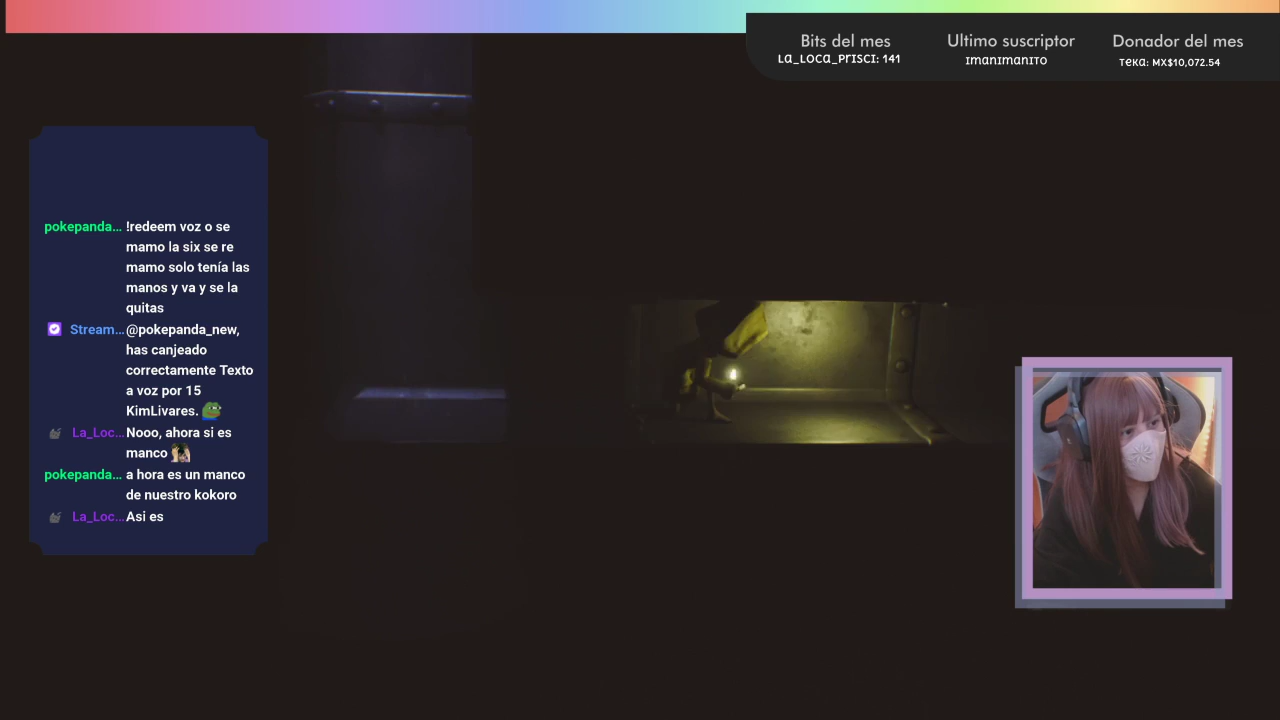 Bits del mes
La_Loca_Prisci: 141
Ultimo suscriptor
imanimanito
Donador del mes
Teka: MX$10,072.54
pokepanda... !redeem voz o se
mamo la six se re
mamo solo tenía las
manos y va y se la
quitas
Stream... @pokepanda_new,
has canjeado
correctamente Texto
a voz por 15
KimLivares.
La_Loc... Nooo, ahora si es
manco
pokepanda... a hora es un manco
de nuestro kokoro
La_Loc... Asi es